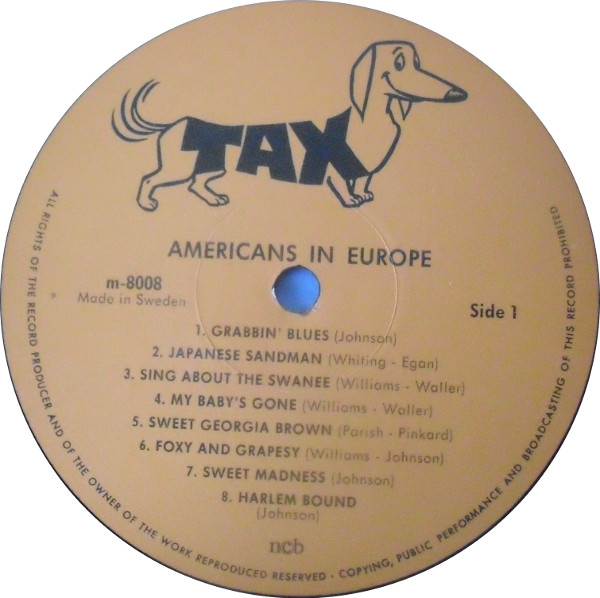 TAX
AMERICANS IN EUROPE
m-8008
Made in Sweden
Side 1
1. GRABBIN' BLUES (Johnson)
2. JAPANESE SANDMAN (Whiting - Egan)
3. SING ABOUT THE SWANEE (Williams - Waller)
4. MY BABY'S GONE (Williams - Waller)
5. SWEET GEORGIA BROWN (Parish - Pinkard)
6. FOXY AND GRAPESY (Williams - Johnson)
7. SWEET MADNESS (Johnson)
8. HARLEM BOUND
(Johnson)
ncb
ALL RIGHTS OF THE RECORD PRODUCER AND OF THE OWNER OF THE WORK REPRODUCED RESERVED - COPYING, PUBLIC PERFORMANCE AND BROADCASTING OF THIS RECORD PROHIBITED